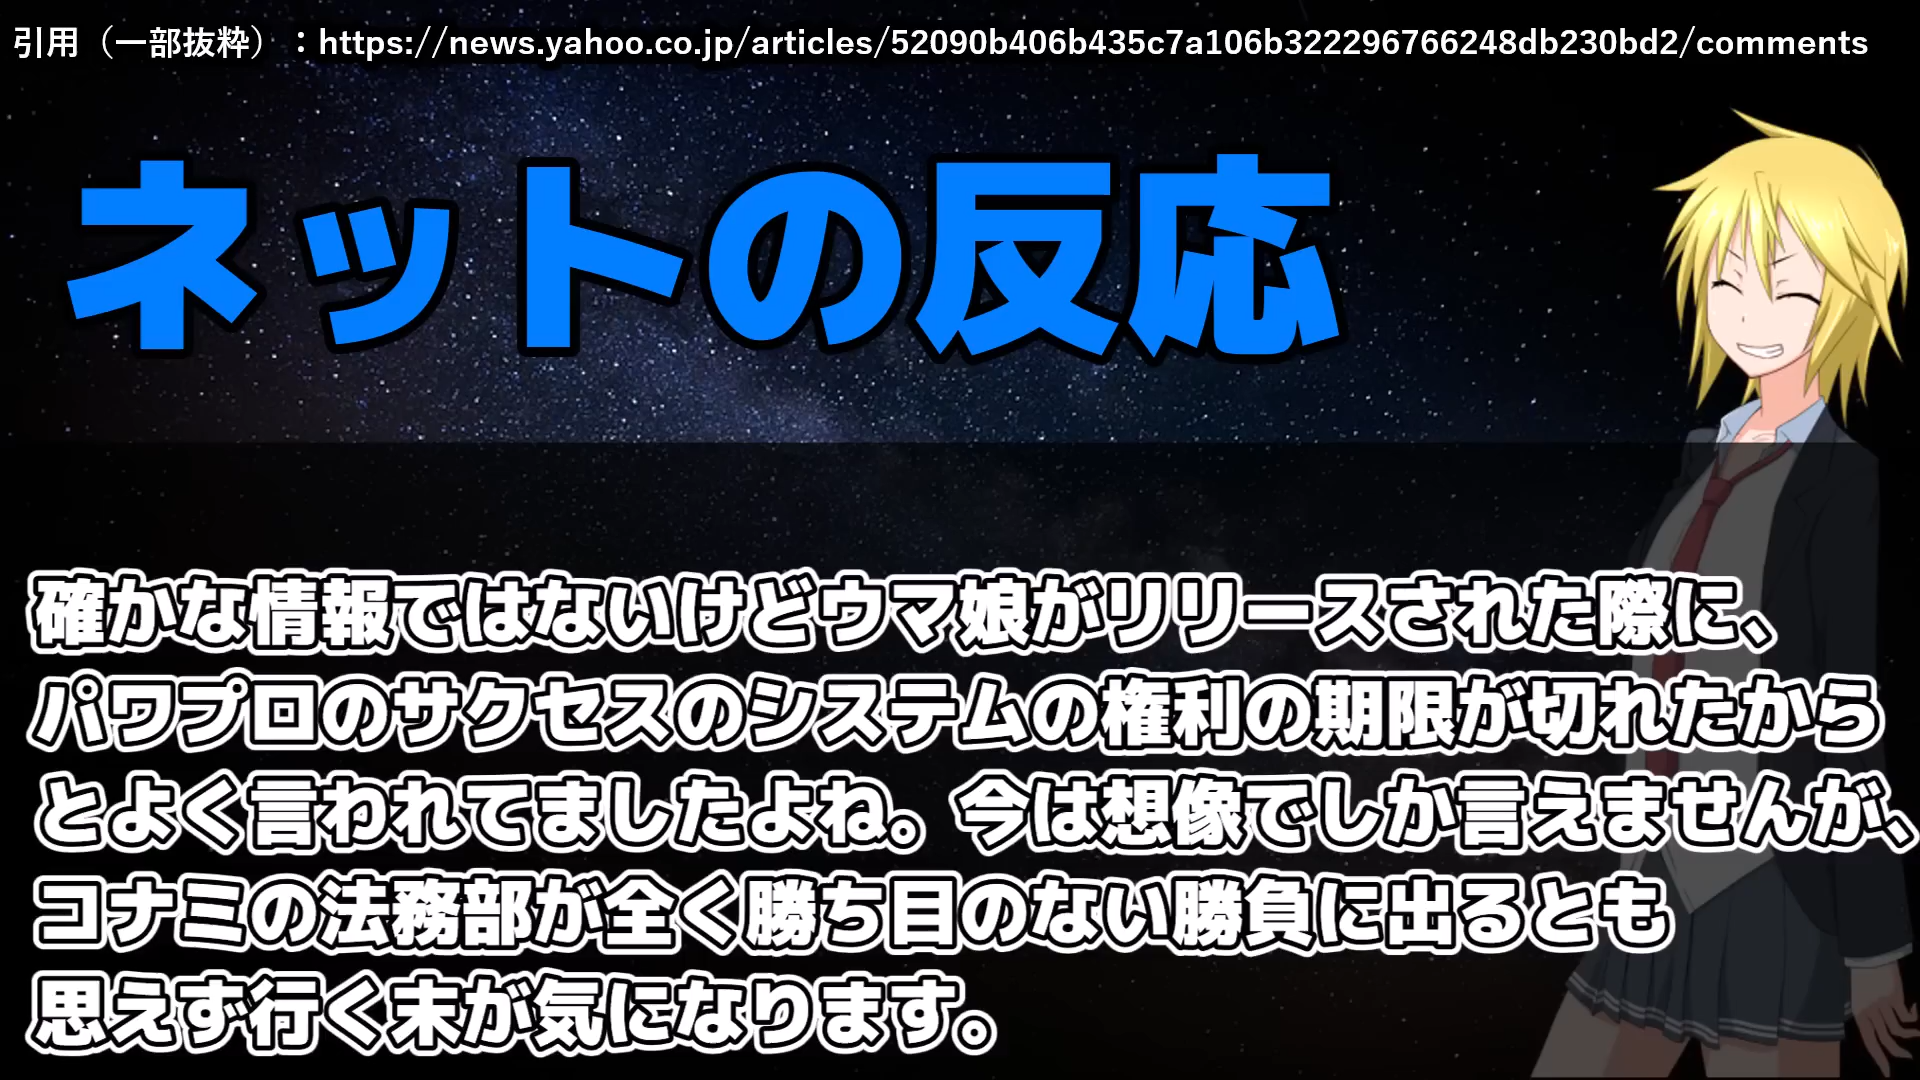 引用（一部抜粋）：https://news.yahoo.co.jp/articles/52090b406b435c7a106b322296766248db230bd2/comments
ネットの反応
確かな情報ではないけどウマ娘がリリースされた際に、
パワプロのサクセスのシステムの権利の期限が切れたから
とよく言われてましたよね。今は想像でしか言えませんが、
コナミの法務部が全く勝ち目のない勝負に出るとも
思えず行く末が気になります。